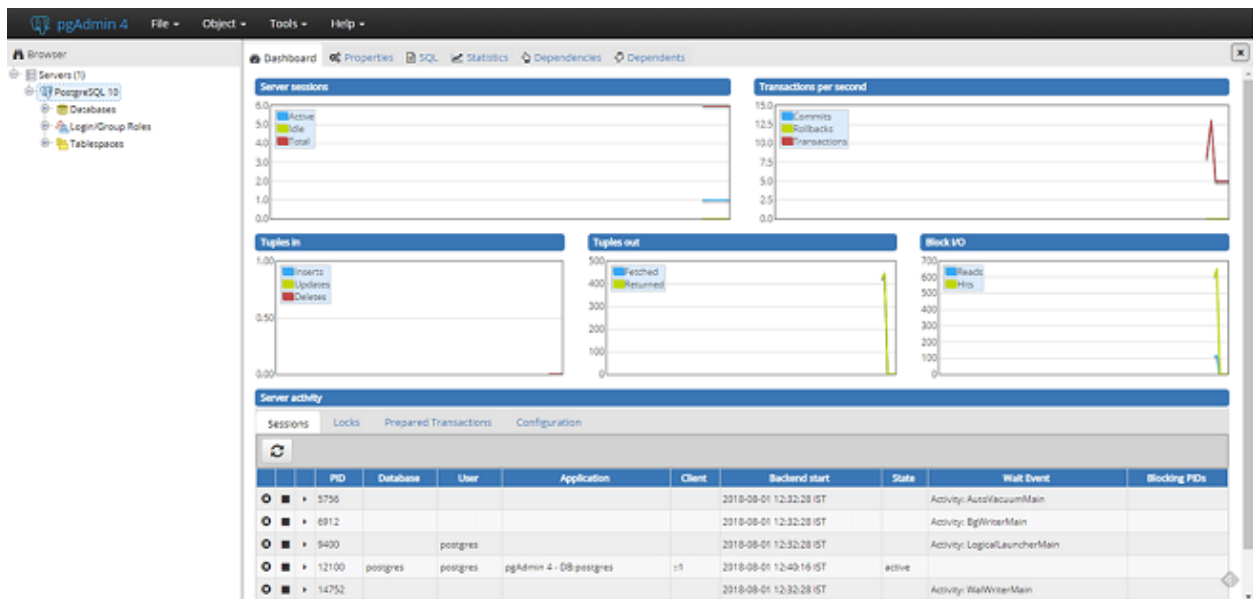 pgAdmin 4 File Object Tools Help
Browser
Servers (1)
PostgreSQL 10
Databases
Login/Group Roles
Tablespaces
Dashboard Properties SQL Statistics Dependencies Dependents
Server sessions
6.0
5.0
4.0
3.0
2.0
1.0
0.0
Active
Idle
Total
Transactions per second
15.0
12.5
10.0
7.5
5.0
2.5
0.0
Commits
Rollbacks
Transactions
Tuples in
1.00
0.50
0.00
Inserts
Updates
Deletes
Tuples out
500
400
300
200
100
0
Fetched
Returned
Block I/O
700
600
500
400
300
200
100
0
Reads
Hits
Server activity
Sessions Locks Prepared Transactions Configuration
PID Database User Application Client Backend start State Wait Event Blocking PIDs
5756 2018-08-01 12:32:28 IST Activity: AutoVacuumMain
6912 2018-08-01 12:32:28 IST Activity: BgWriterMain
9400 postgres 2018-08-01 12:32:28 IST Activity: LogicalLauncherMain
12100 postgres postgres pgAdmin 4 - DB:postgres ::1 2018-08-01 12:40:16 IST active
14752 2018-08-01 12:32:28 IST Activity: WalWriterMain